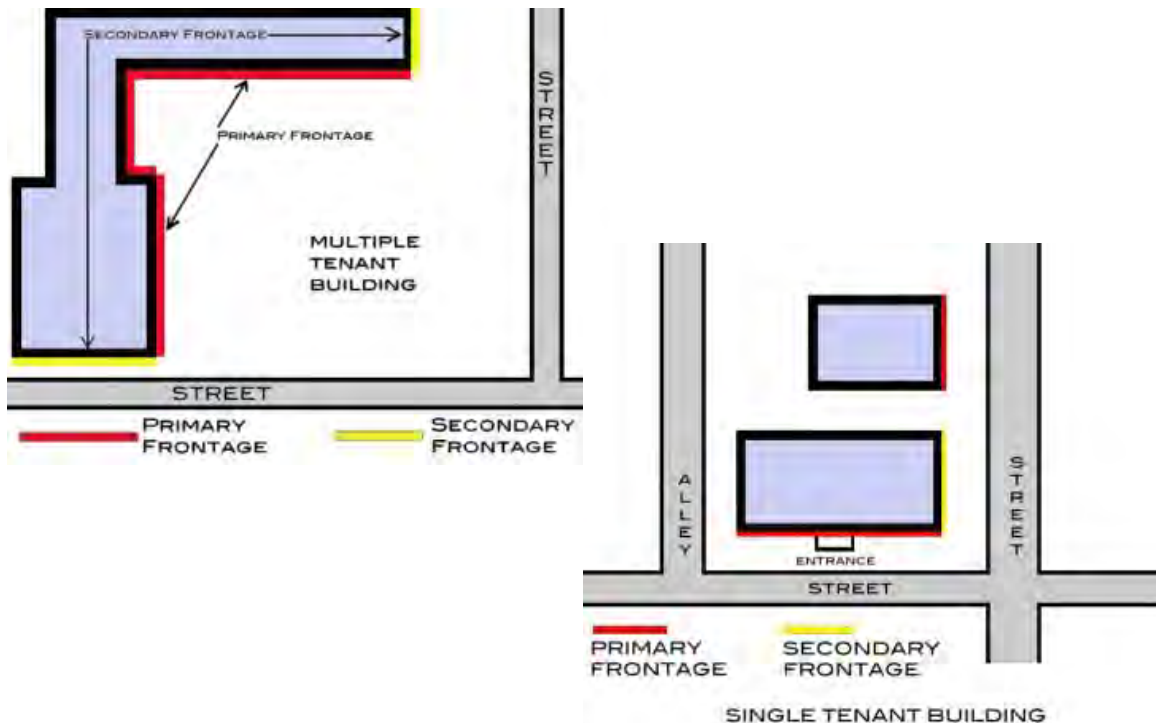 SECONDARY FRONTAGE
PRIMARY FRONTAGE
STREET
MULTIPLE
TENANT
BUILDING
STREET
PRIMARY
FRONTAGE
SECONDARY
FRONTAGE
ALLEY
STREET
ENTRANCE
STREET
PRIMARY
FRONTAGE
SECONDARY
FRONTAGE
SINGLE TENANT BUILDING